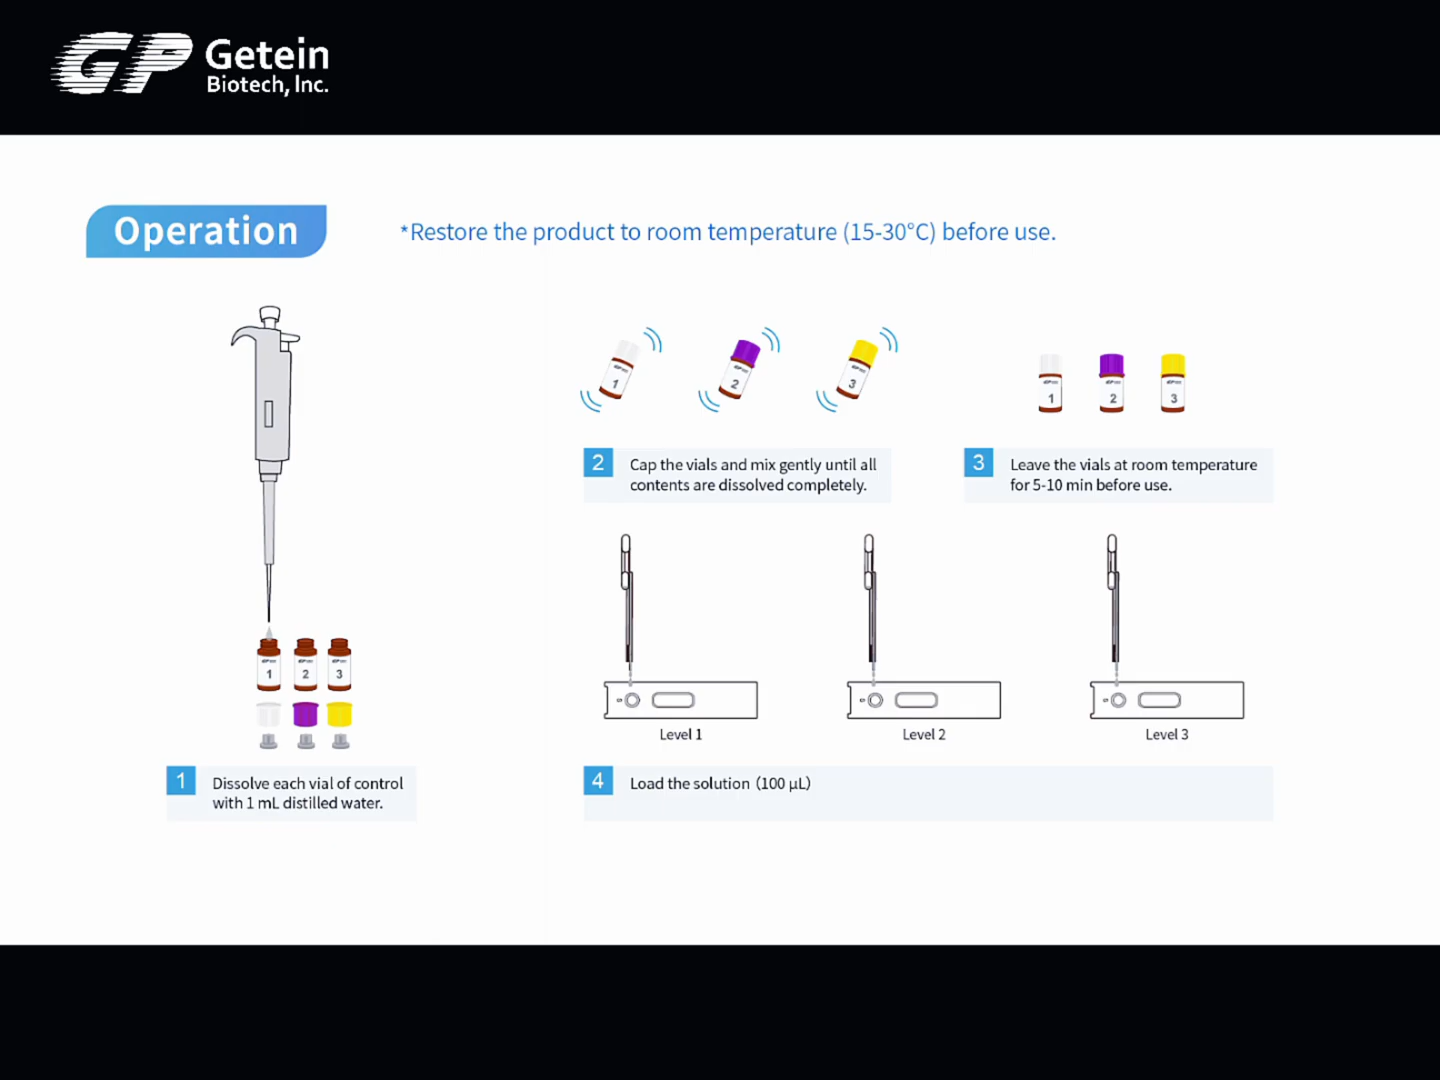 GP Getein
Biotech, Inc.
Operation
*Restore the product to room temperature (15-30°C) before use.
1
2
3
1
2
3
2 Cap the vials and mix gently until all
contents are dissolved completely.
3 Leave the vials at room temperature
for 5-10 min before use.
1
2
3
Level 1
Level 2
Level 3
1 Dissolve each vial of control
with 1 mL distilled water.
4 Load the solution (100 μL)